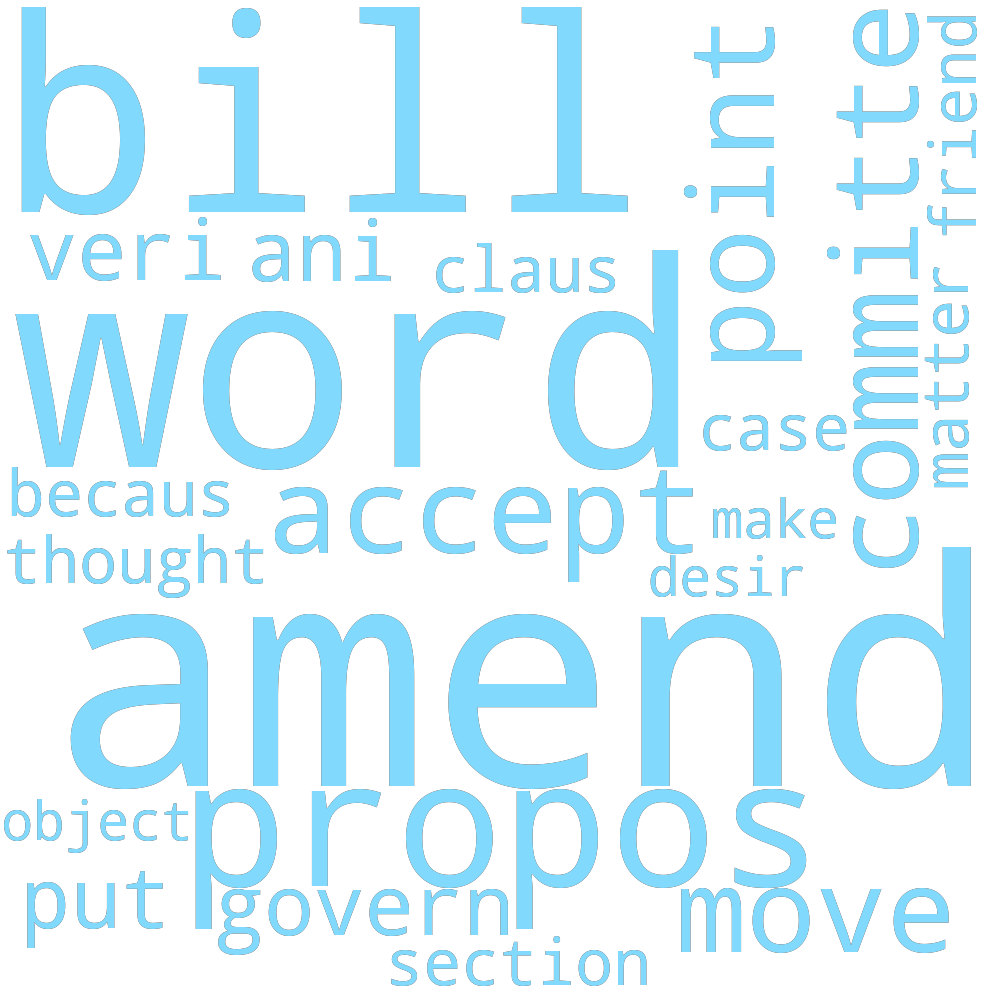 bill
point
committe
friend
veri ani claus
matter
word
case
becaus accept make
thought desir
amend
object propos
put govern move
section